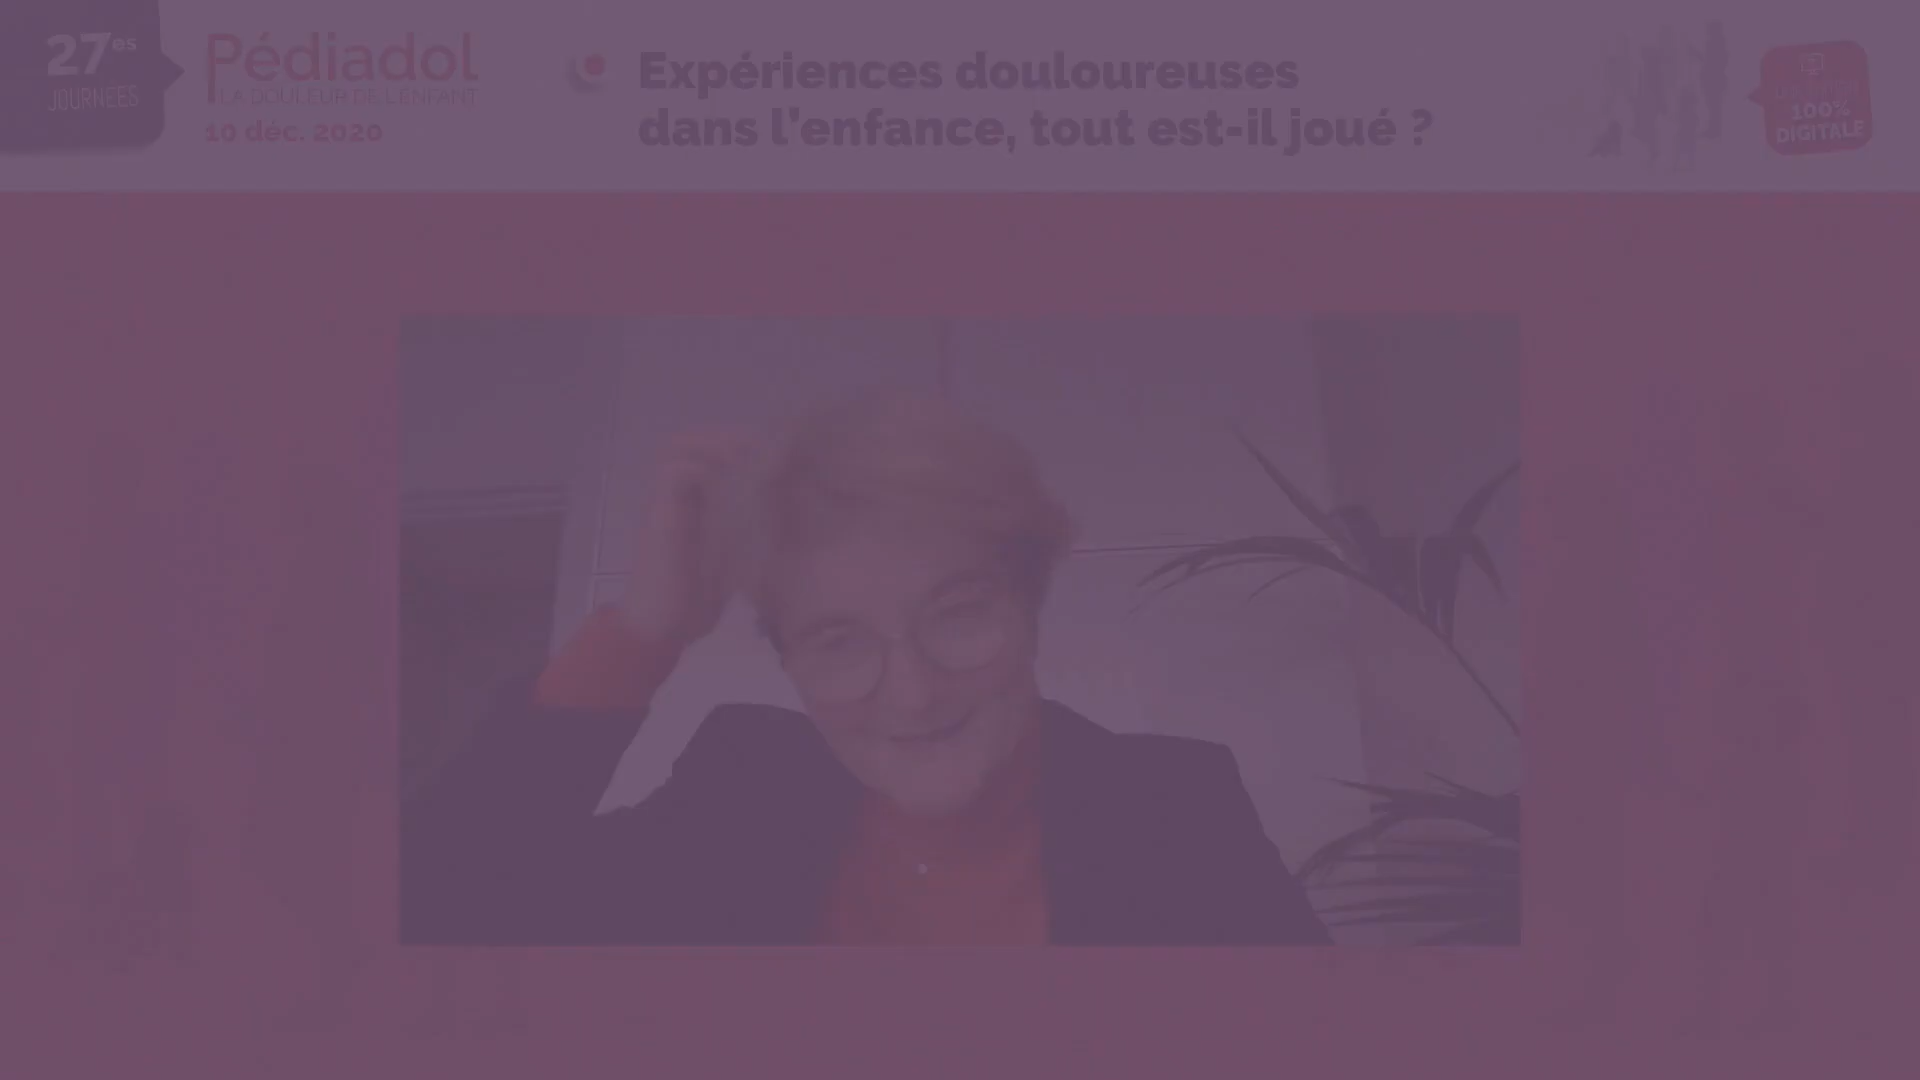 27es
JOURNÉES
Pédiadol
LA DOULEUR DE L'ENFANT
10 déc. 2020
Expériences douloureuses
dans l'enfance, tout est-il joué ?
100%
DIGITALE